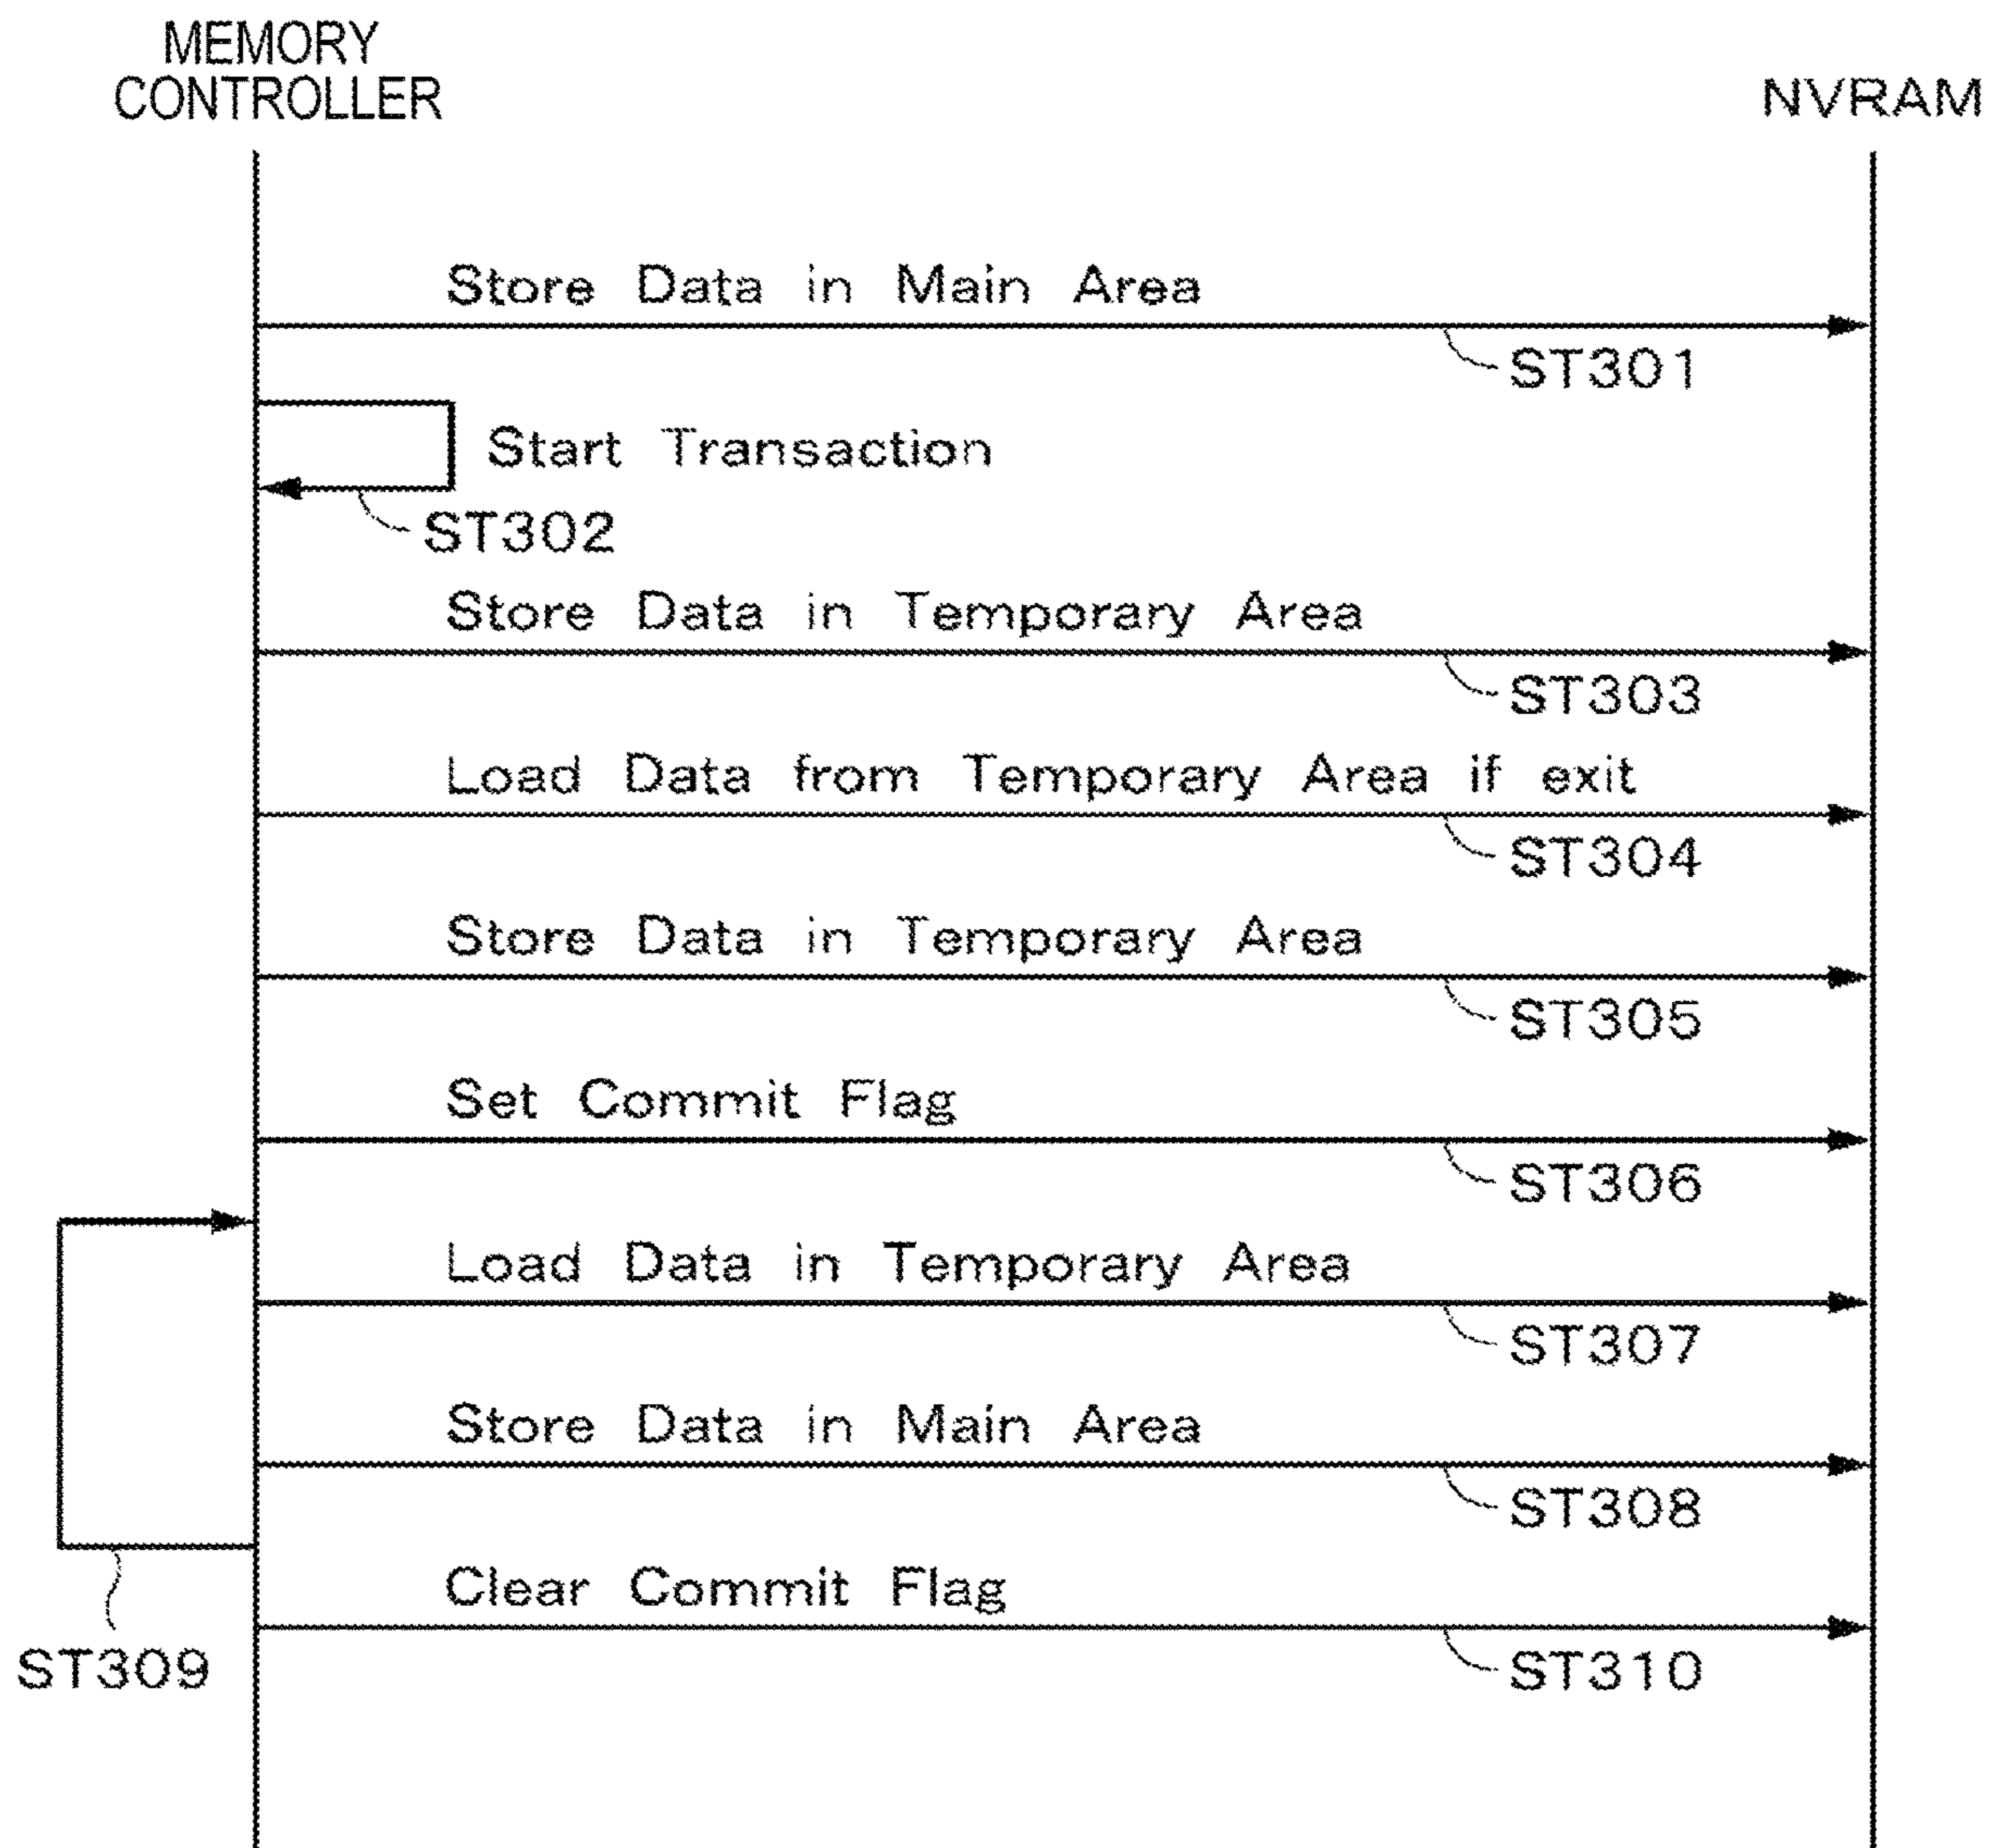 MEMORY
CONTROLLER
NVRAM
Store Data in Main Area
ST301
Start Transaction
ST302
Store Data in Temporary Area
ST303
Load Data from Temporary Area if exit
ST304
Store Data in Temporary Area
ST305
Set Commit Flag
ST306
Load Data in Temporary Area
ST307
Store Data in Main Area
ST308
Clear Commit Flag
ST309
ST310